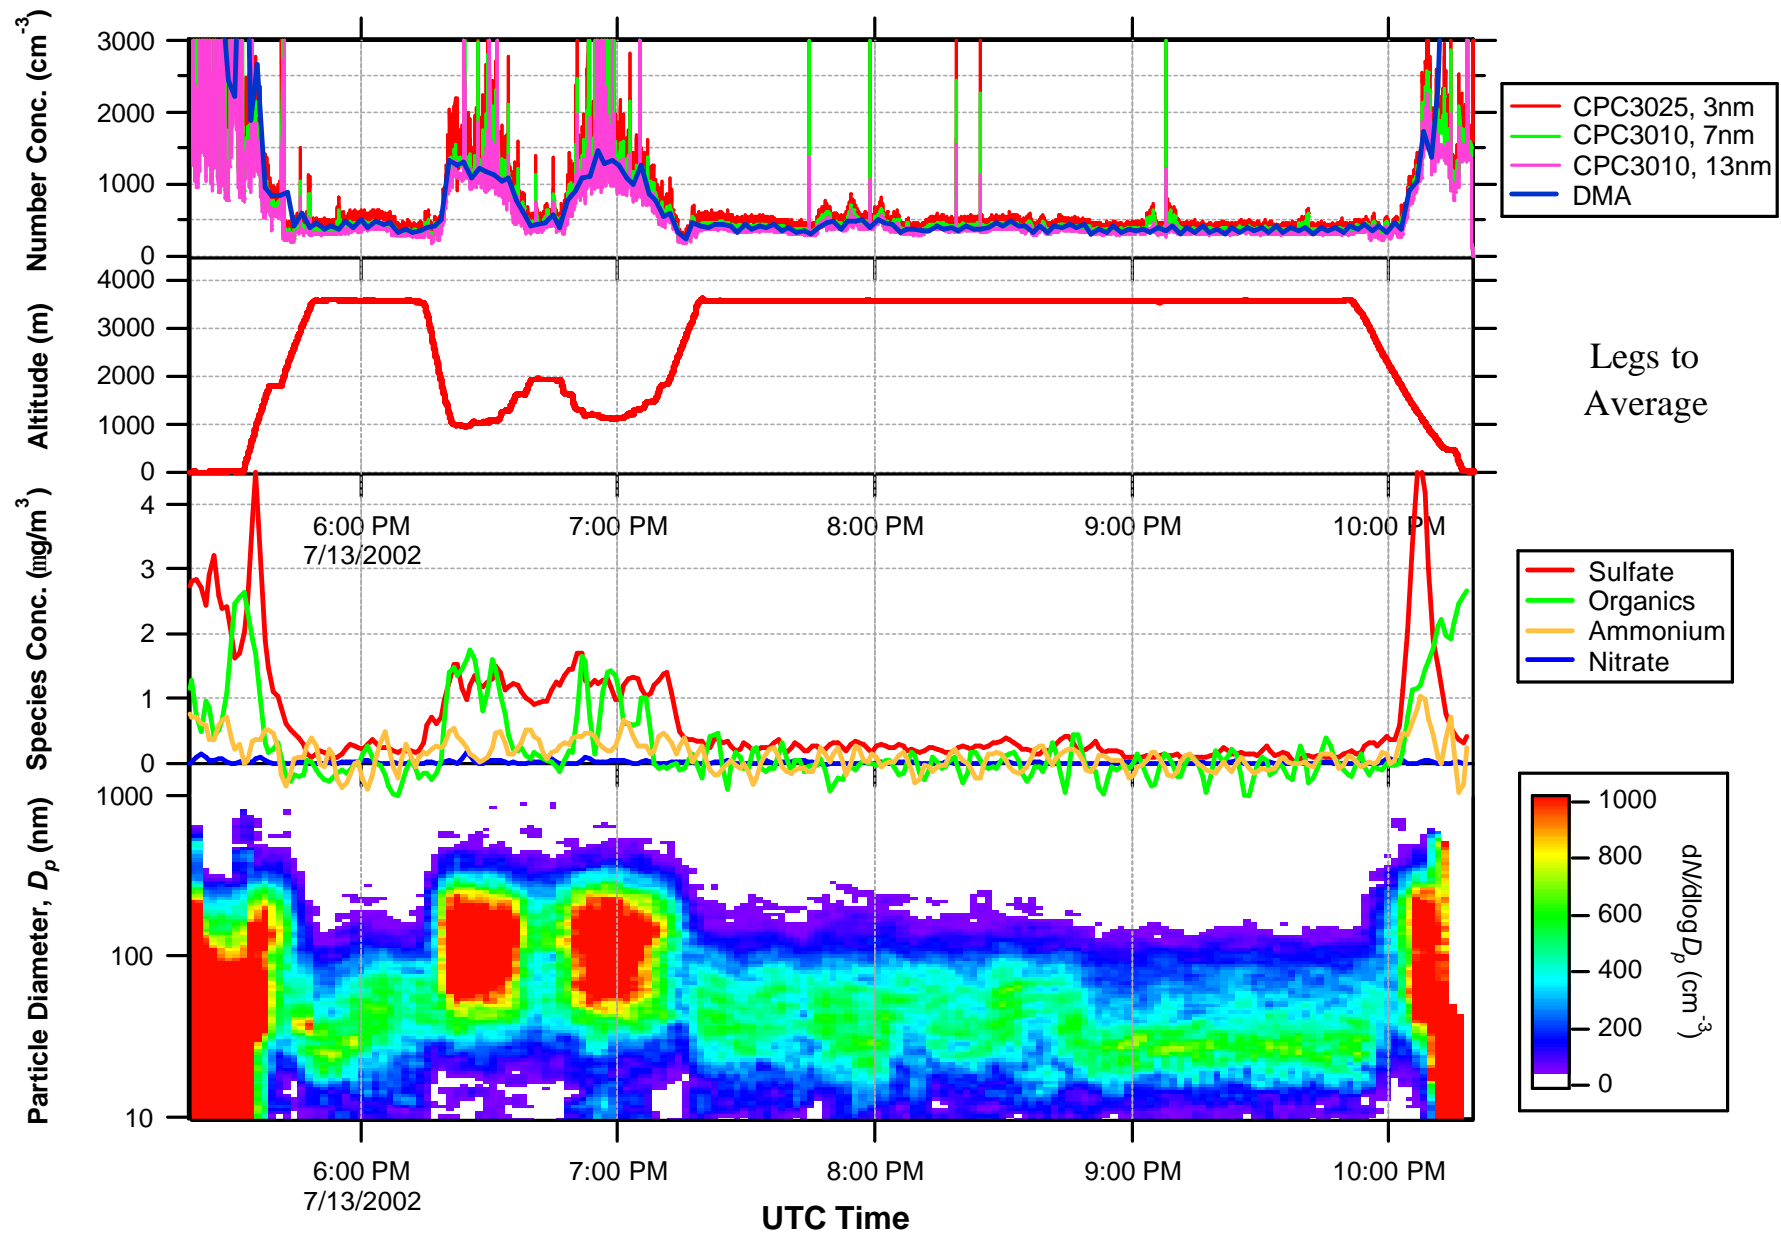 Number Conc. (cm-3)
3000
2000
1000
0
CPC3025, 3nm
CPC3010, 7nm
CPC3010, 13nm
DMA
Altitude (m)
4000
3000
2000
1000
0
Legs to
Average
Species Conc. (mg/m3)
4
3
2
1
0
6:00 PM
7/13/2002
7:00 PM
8:00 PM
9:00 PM
10:00 PM
Sulfate
Organics
Ammonium
Nitrate
Particle Diameter, Dp (nm)
1000
100
10
1000
800
600
400
200
0
dN/dlogDp (cm-3)
6:00 PM
7/13/2002
7:00 PM
8:00 PM
9:00 PM
10:00 PM
UTC Time